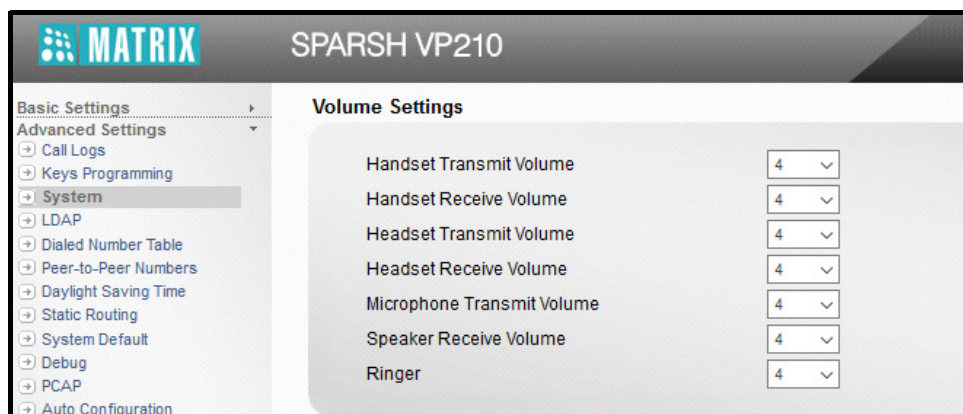 MATRIX
SPARSH VP210
Basic Settings
Advanced Settings
Call Logs
Keys Programming
System
LDAP
Dialed Number Table
Peer-to-Peer Numbers
Daylight Saving Time
Static Routing
System Default
Debug
PCAP
Auto Configuration
Volume Settings
Handset Transmit Volume 4
Handset Receive Volume 4
Headset Transmit Volume 4
Headset Receive Volume 4
Microphone Transmit Volume 4
Speaker Receive Volume 4
Ringer 4